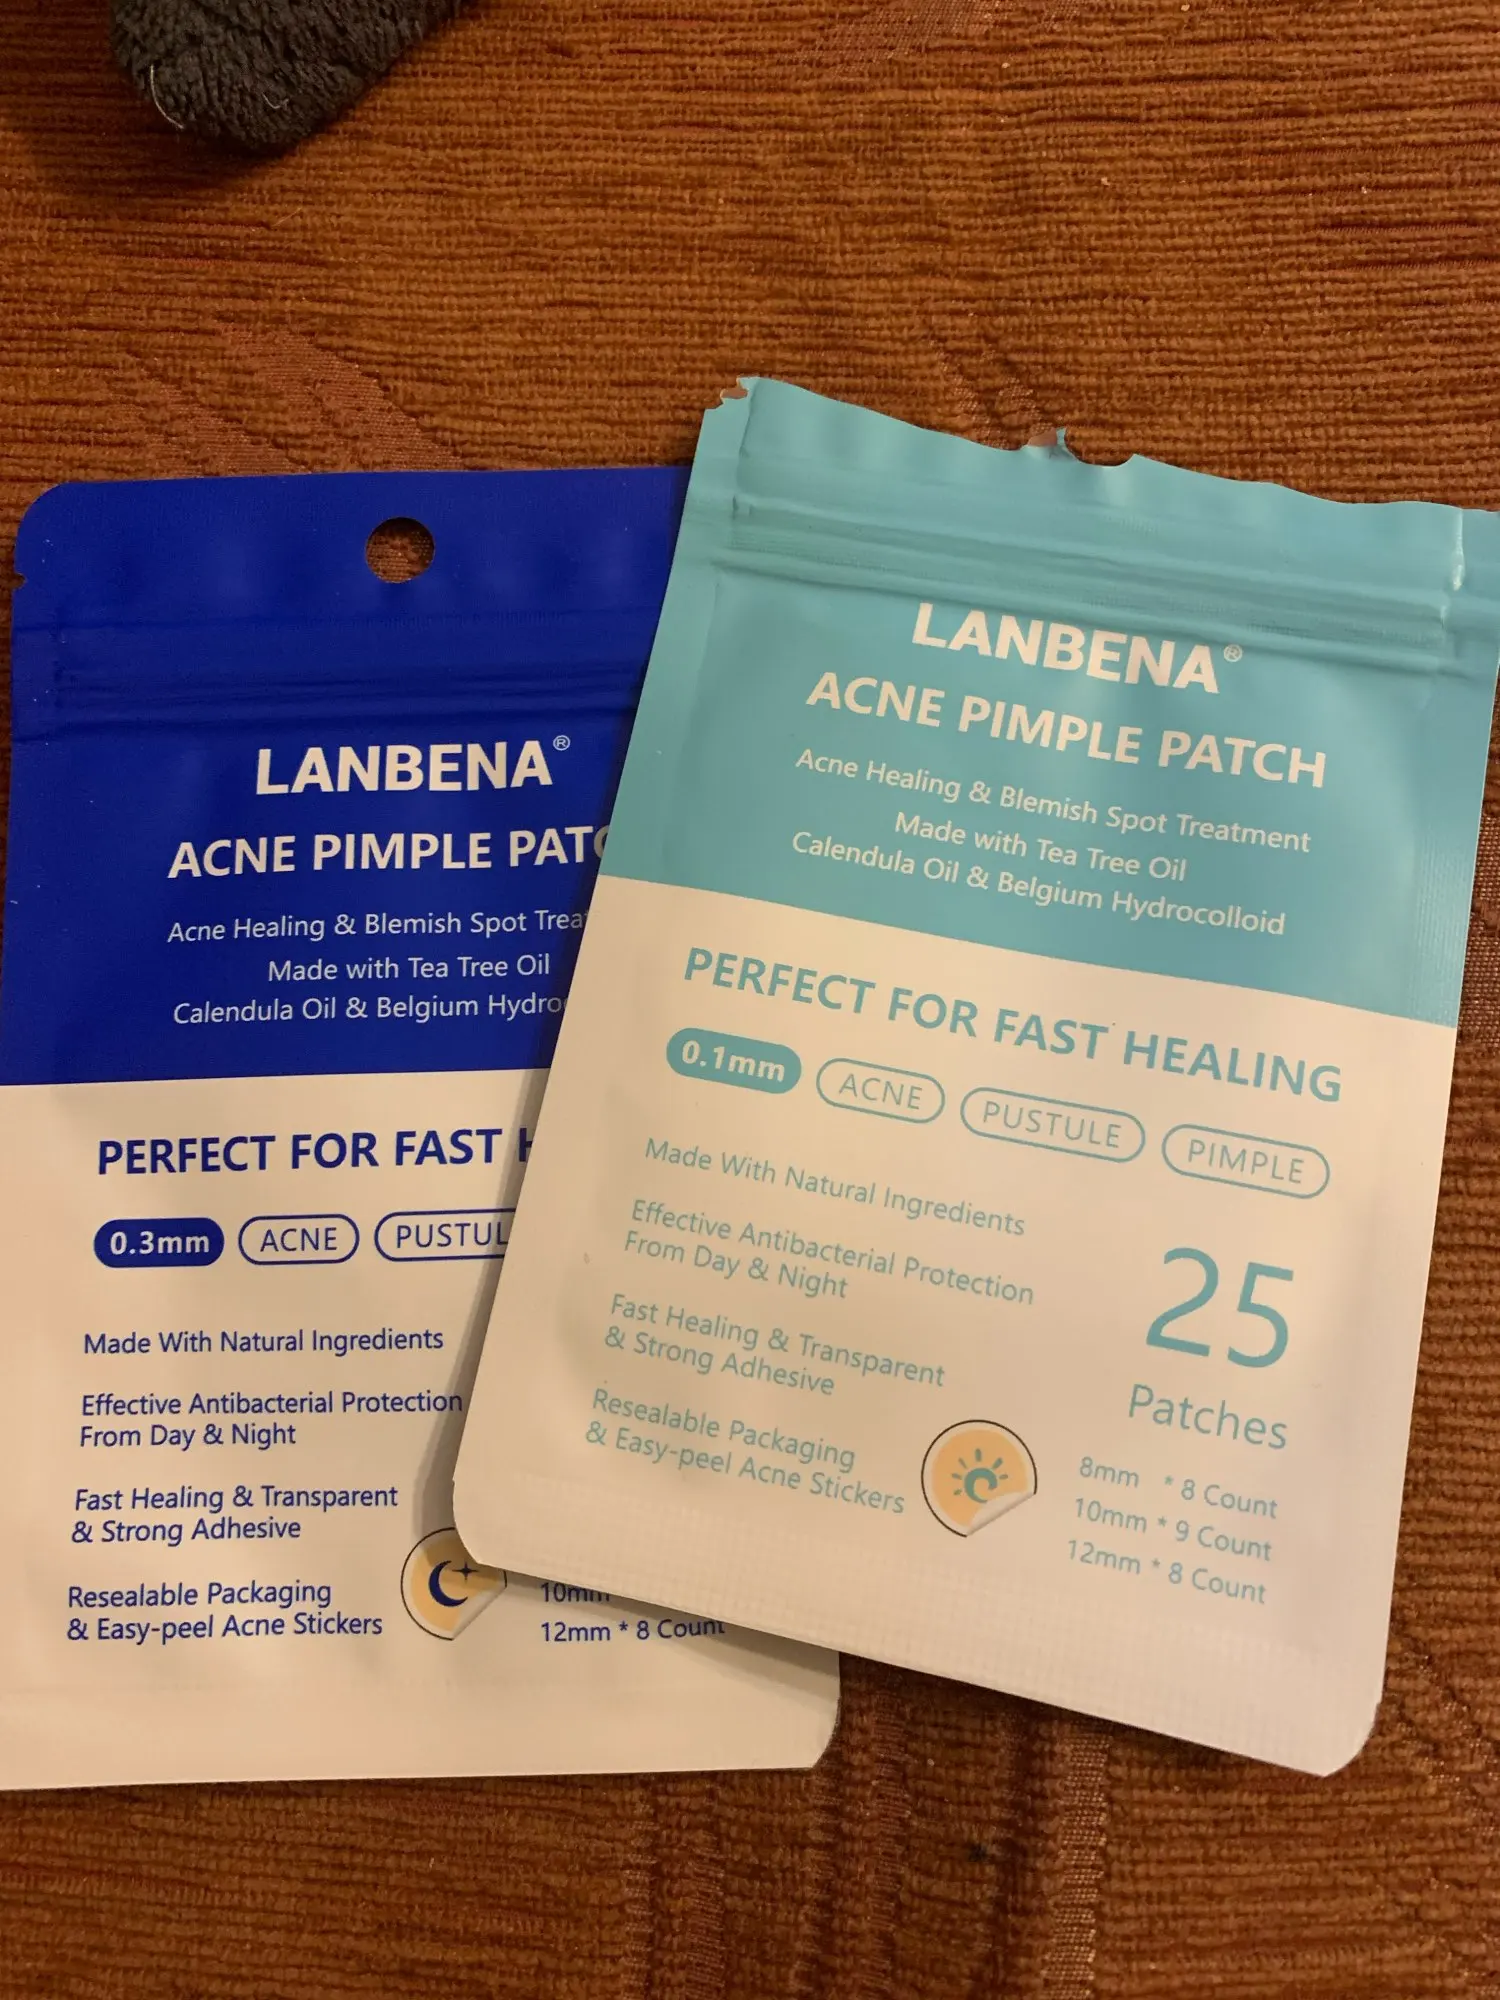 LANBENA®
ACNE PIMPLE
Acne Healing & Blemish Spot
Made with Tea Tree Oil
Calendula Oil & Belgium
PERFECT FOR FAST
0.3mm ACNE
Made With Natural Ingredients
Effective Antibacterial Protection
From Day & Night
Fast Healing & Transparent
& Strong Adhesive
Resealable Packaging
& Easy-peel Acne Stickers
10mm
12mm * 8 Count
LANBENA®
ACNE PIMPLE PATCH
Acne Healing & Blemish Spot Treatment
Made with Tea Tree Oil
Calendula Oil & Belgium Hydrocolloid
PERFECT FOR FAST HEALING
0.1mm ACNE PUSTULE PIMPLE
Made With Natural Ingredients
Effective Antibacterial Protection
From Day & Night
Fast Healing & Transparent
& Strong Adhesive
Resealable Packaging
& Easy-peel Acne Stickers
25
Patches
8mm * 8 Count
10mm * 9 Count
12mm * 8 Count